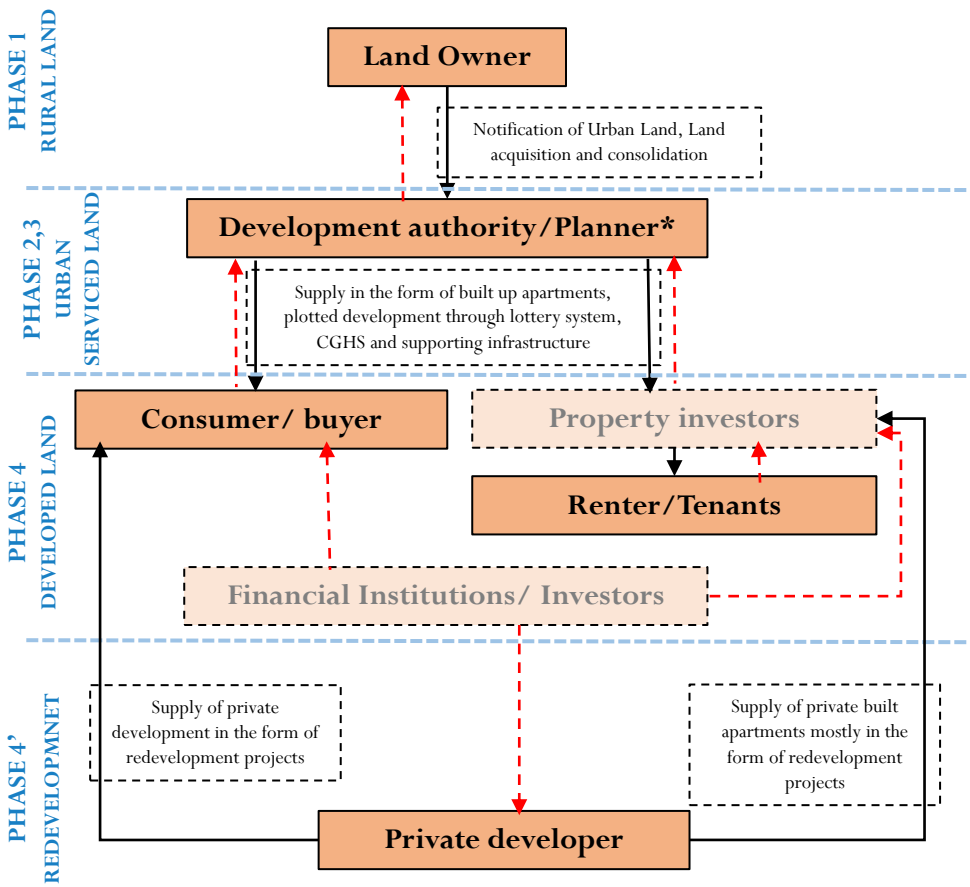 PHASE 1
RURAL LAND
Land Owner
Notification of Urban Land, Land
acquisition and consolidation
PHASE 2,3
URBAN
SERVICED LAND
Development authority/Planner*
Supply in the form of built up apartments,
plotted development through lottery system,
CGHS and supporting infrastructure
PHASE 4
DEVELOPED LAND
Consumer/ buyer
Property investors
Renter/Tenants
Financial Institutions/ Investors
PHASE 4’
REDEVELOPMNET
Supply of private
development in the form of
redevelopment projects
Supply of private built
apartments mostly in the
form of redevelopment
projects
Private developer